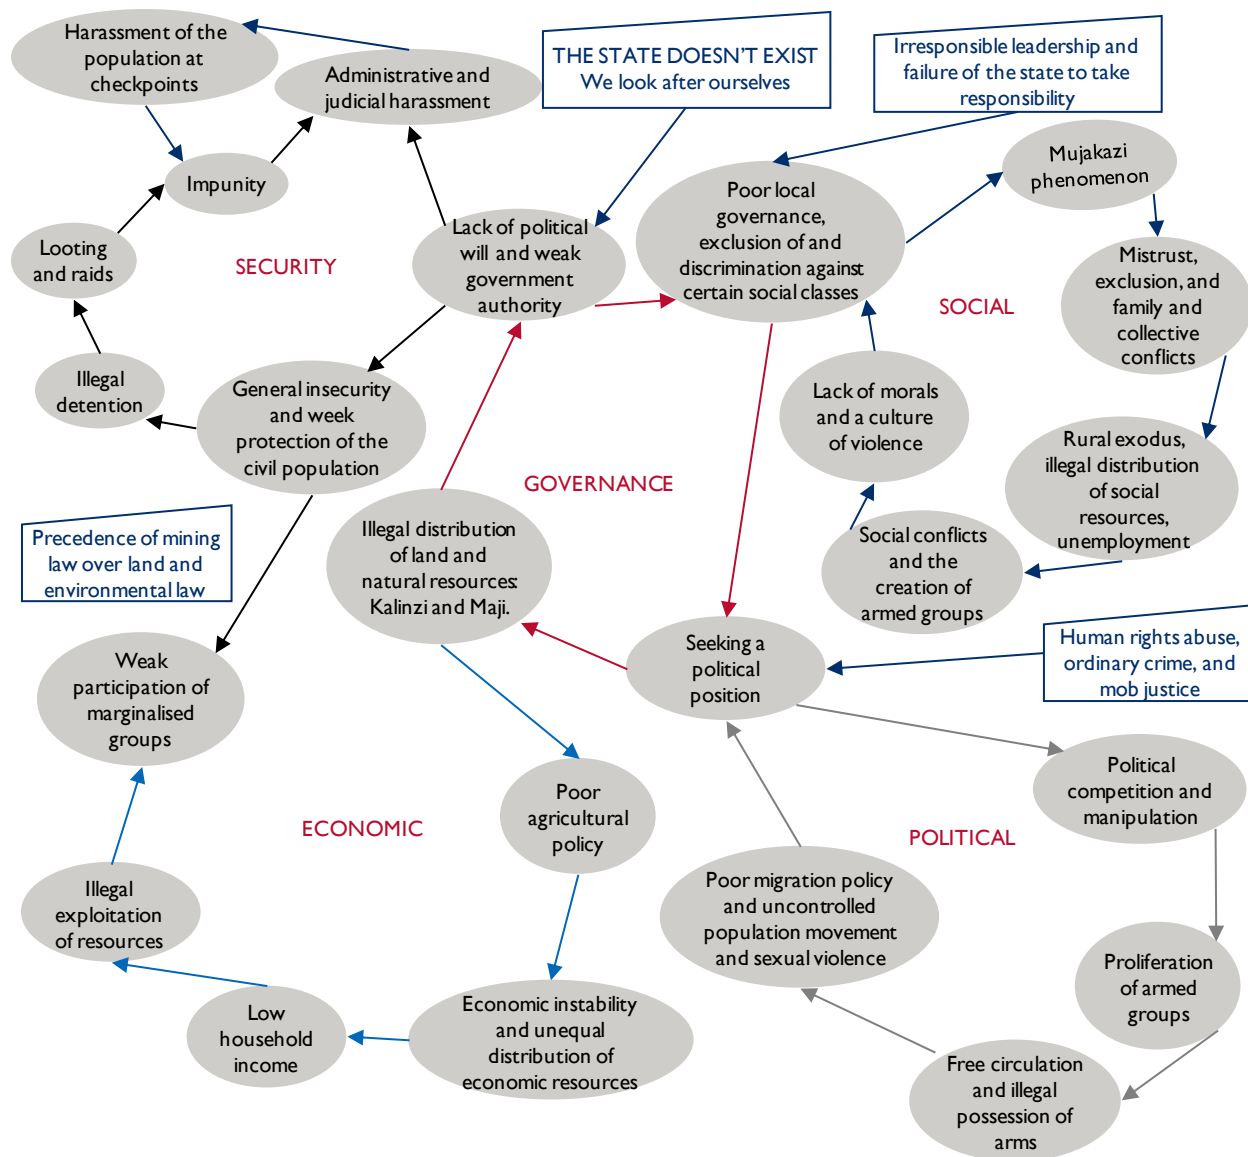 Harassment of the
population at
checkpoints
Administrative and
judicial harassment
THE STATE DOESN'T EXIST
We look after ourselves
Irresponsible leadership and
failure of the state to take
responsibility
Impunity
Mujakazi
phenomenon
Poor local
governance,
exclusion of and
discrimination against
certain social classes
Looting
and raids
SECURITY
Lack of political
will and weak
government
authority
SOCIAL
Mistrust,
exclusion, and
family and
collective
conflicts
Illegal
detention
General insecurity
and week
protection of the
civil population
Lack of morals
and a culture
of violence
Rural exodus,
illegal distribution
of social
resources,
unemployment
GOVERNANCE
Precedence of mining
law over land and
environmental law
Illegal distribution
of land and
natural resources:
Kalinzi and Maji.
Social conflicts
and the
creation of
armed groups
Weak
participation of
marginalised
groups
Seeking a
political
position
Human rights abuse,
ordinary crime, and
mob justice
Poor
agricultural
policy
Political
competition and
manipulation
ECONOMIC
POLITICAL
Illegal
exploitation
of resources
Poor migration policy
and uncontrolled
population movement
and sexual violence
Proliferation
of armed
groups
Low
household
income
Economic instability
and unequal
distribution of
economic resources
Free circulation
and illegal
possession of
arms